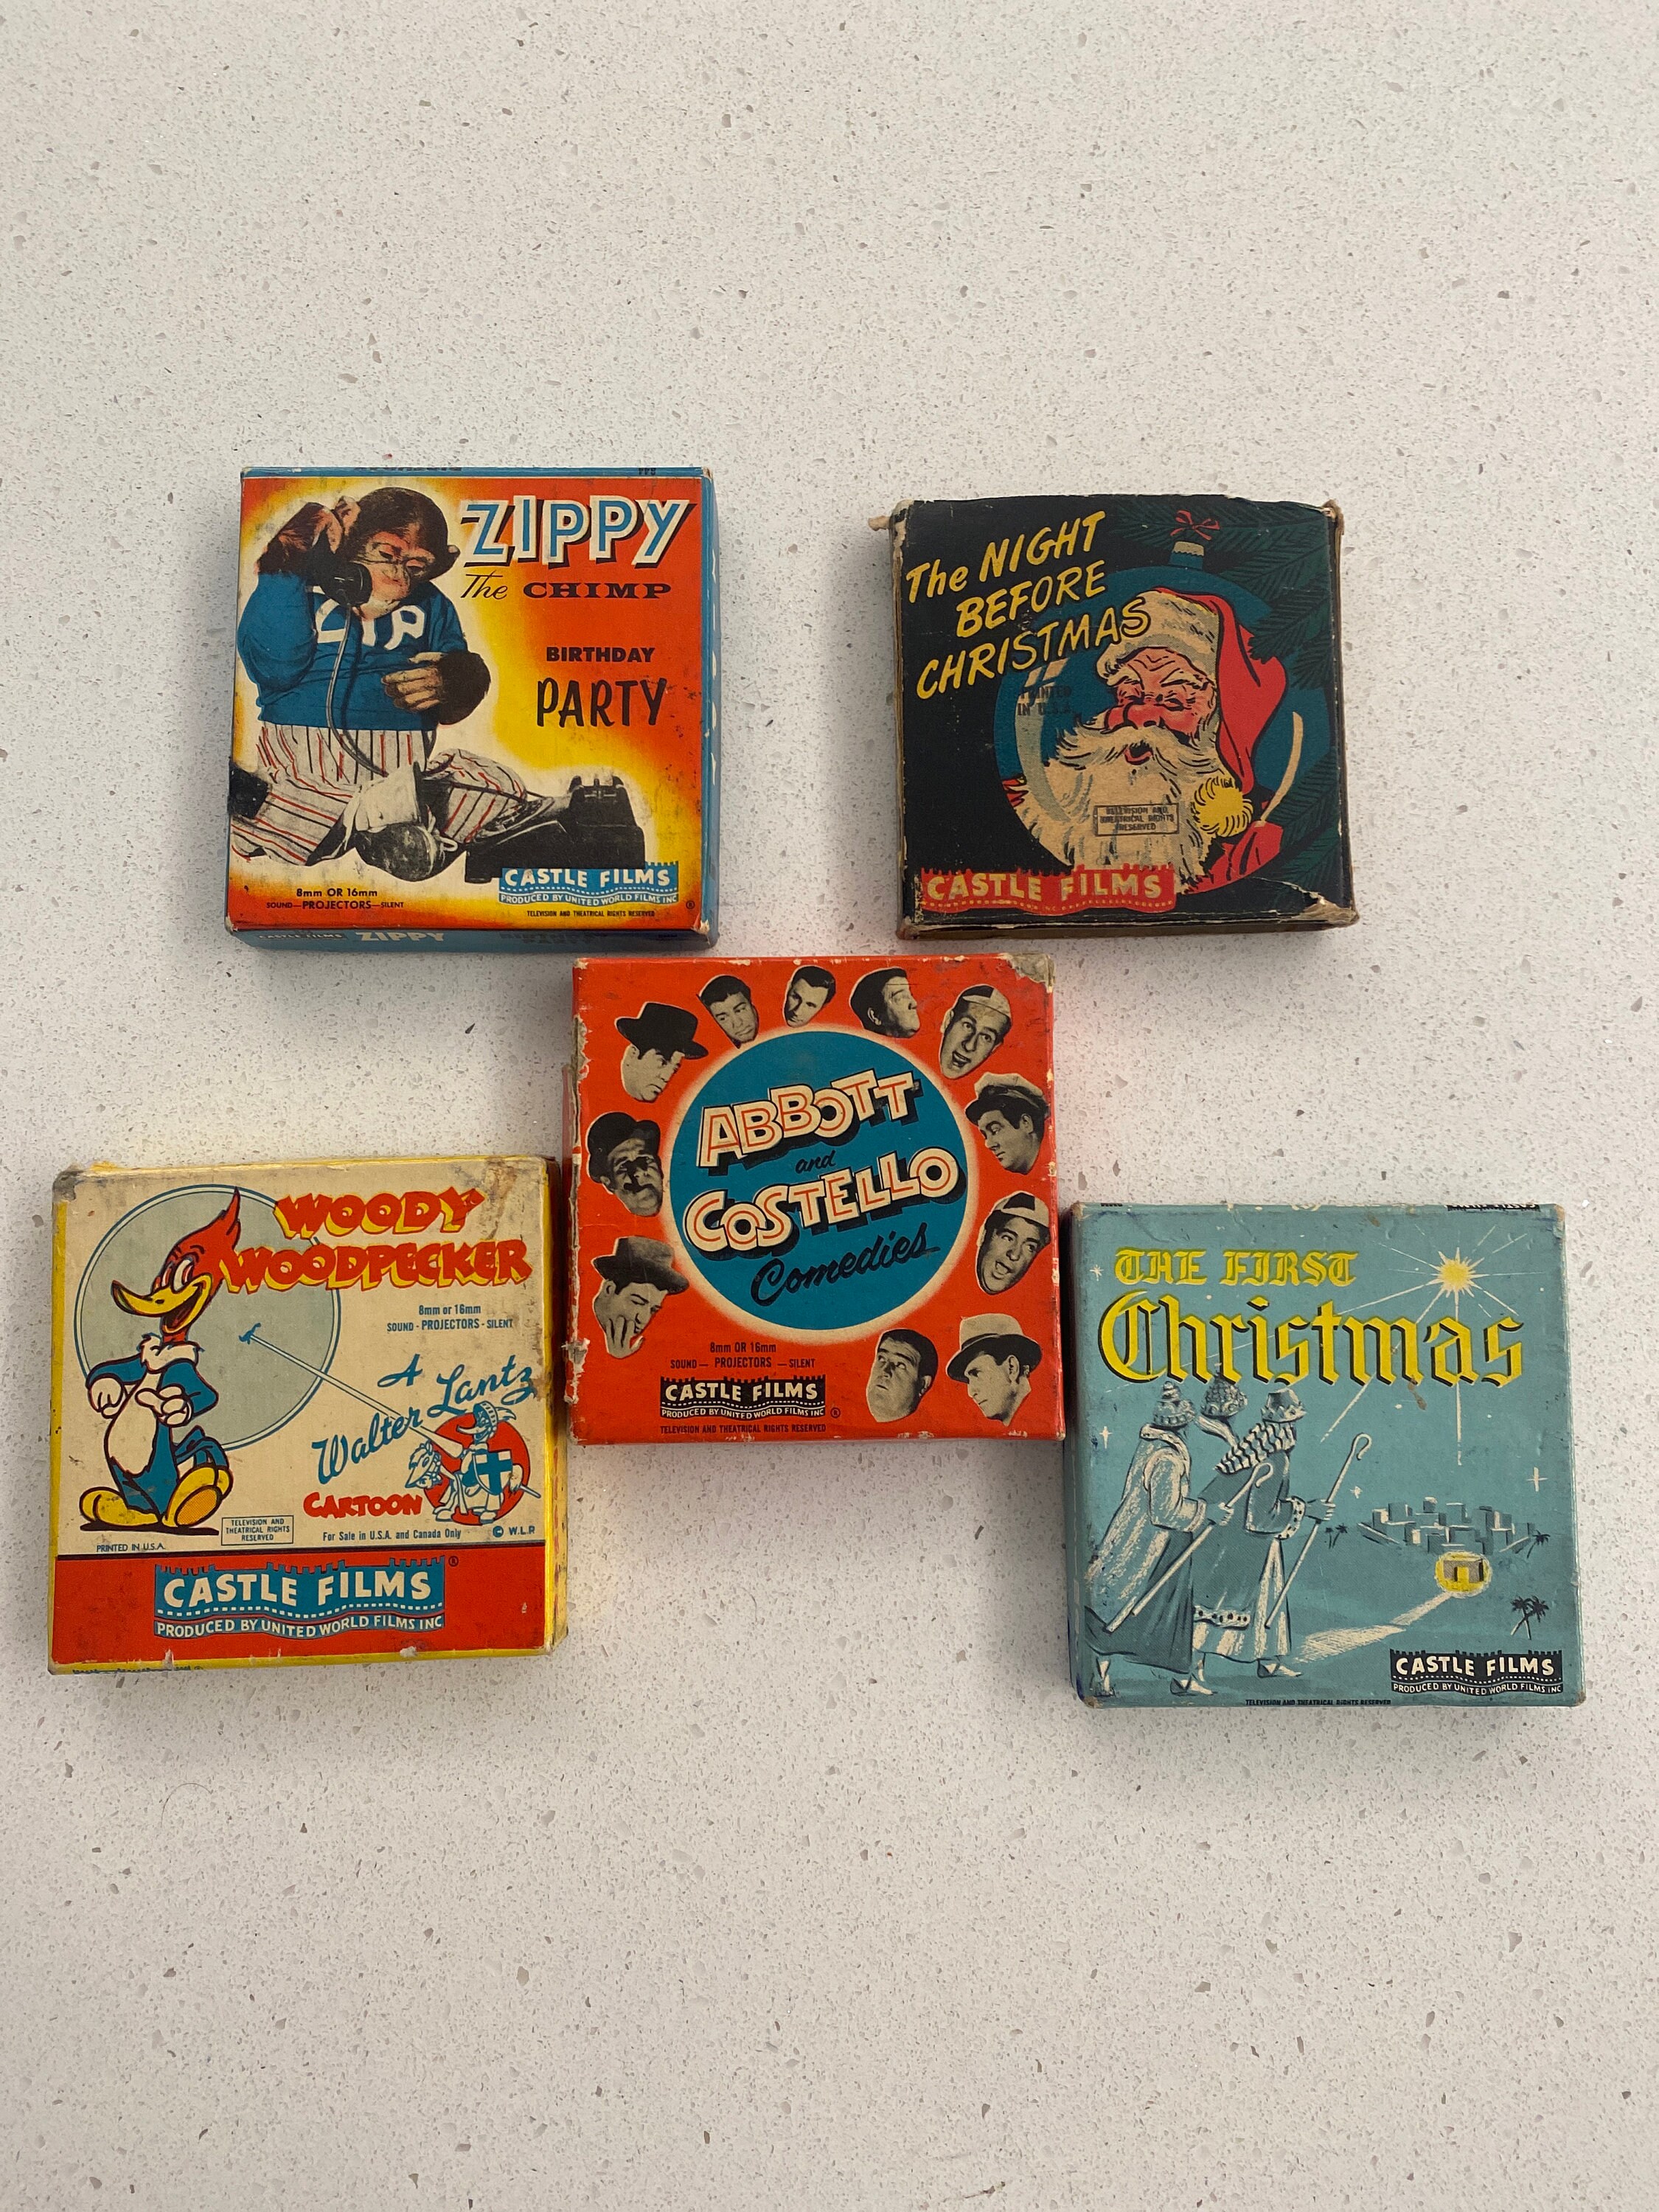 ZIPPY
The CHIMP
BIRTHDAY
PARTY
ZIP
8mm OR 16mm
SOUND—PROJECTORS—SILENT
CASTLE FILMS
PRODUCED BY UNITED WORLD FILMS INC
®
TELEVISION AND THEATRICAL RIGHTS RESERVED
CASTLE FILMS ZIPPY
The NIGHT
BEFORE
CHRISTMAS
PRINTED
IN U.S.A.
TELEVISION AND
THEATRICAL RIGHTS
RESERVED
CASTLE FILMS
ABBOTT
and
COSTELLO
Comedies
8mm OR 16mm
SOUND— PROJECTORS —SILENT
CASTLE FILMS
PRODUCED BY UNITED WORLD FILMS INC ®
TELEVISION AND THEATRICAL RIGHTS RESERVED
WOODY
WOODPECKER
8mm or 16mm
SOUND - PROJECTORS - SILENT
A
Walter Lantz
CARTOON
TELEVISION AND
THEATRICAL RIGHTS
RESERVED
For Sale in U.S.A. and Canada Only
© W.L.P.
PRINTED IN U.S.A.
CASTLE FILMS ®
PRODUCED BY UNITED WORLD FILMS INC
THE FIRST
Christmas
CASTLE FILMS
PRODUCED BY UNITED WORLD FILMS INC
TELEVISION AND THEATRICAL RIGHTS RESERVED